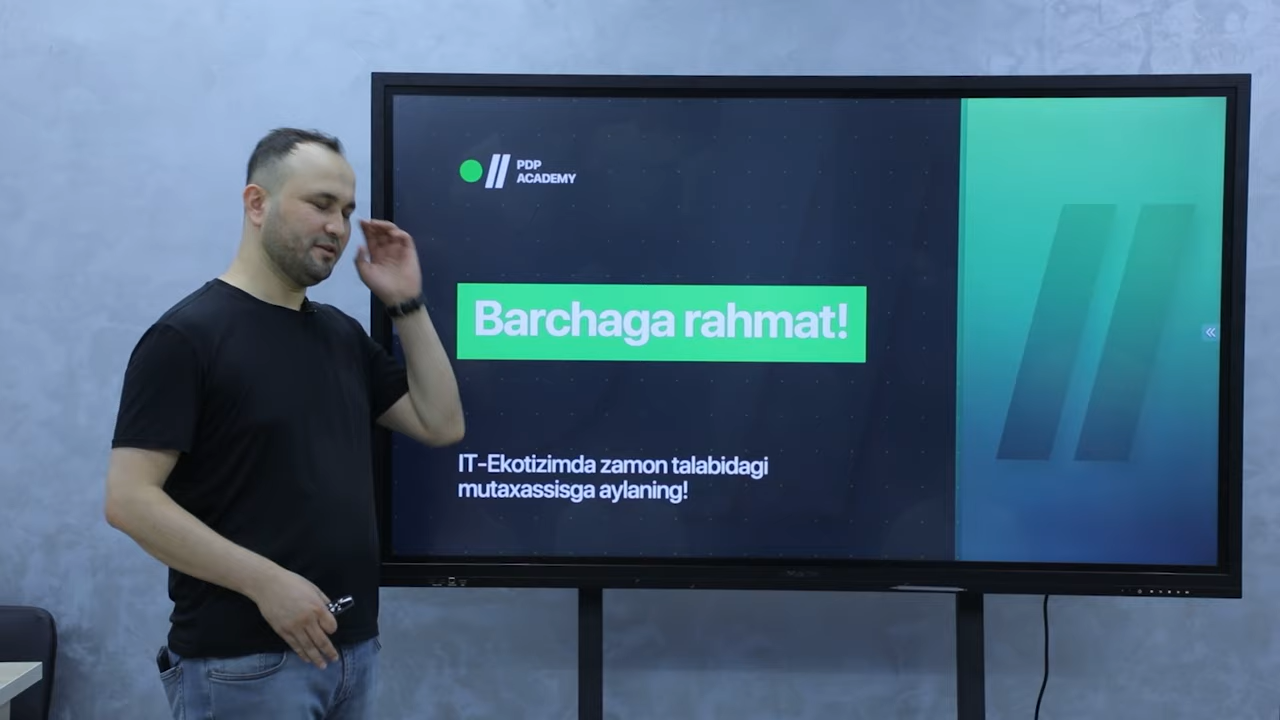 PDP
ACADEMY
Barchaga rahmat!
IT-Ekotizimda zamon talabidagi
mutaxassisga aylaning!